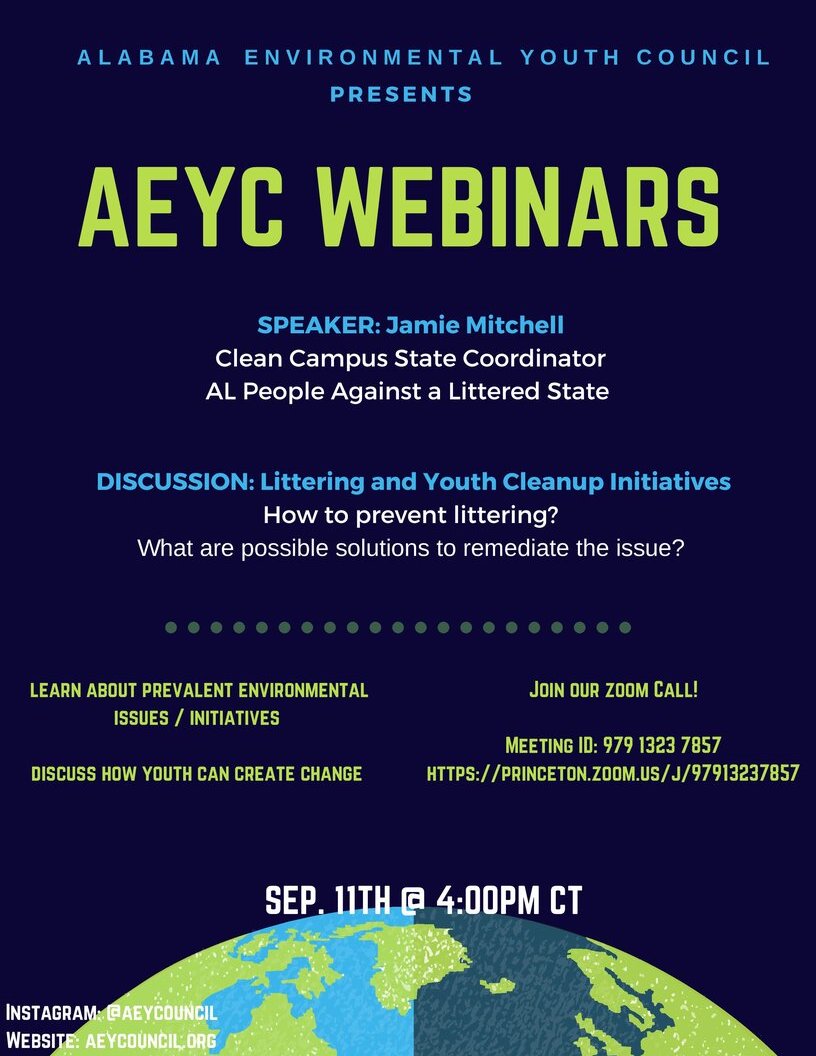 ALABAMA ENVIRONMENTAL YOUTH COUNCIL
PRESENTS
AEYC WEBINARS
SPEAKER: Jamie Mitchell
Clean Campus State Coordinator
AL People Against a Littered State
DISCUSSION: Littering and Youth Cleanup Initiatives
How to prevent littering?
What are possible solutions to remediate the issue?
LEARN ABOUT PREVALENT ENVIRONMENTAL
ISSUES / INITIATIVES
DISCUSS HOW YOUTH CAN CREATE CHANGE
JOIN OUR ZOOM CALL!
MEETING ID: 979 1323 7857
HTTPS://PRINCETON.ZOOM.US/J/97913237857
SEP. 11TH @ 4:00PM CT
INSTAGRAM: @AEYCOUNCIL
WEBSITE: AEYCOUNCIL.ORG